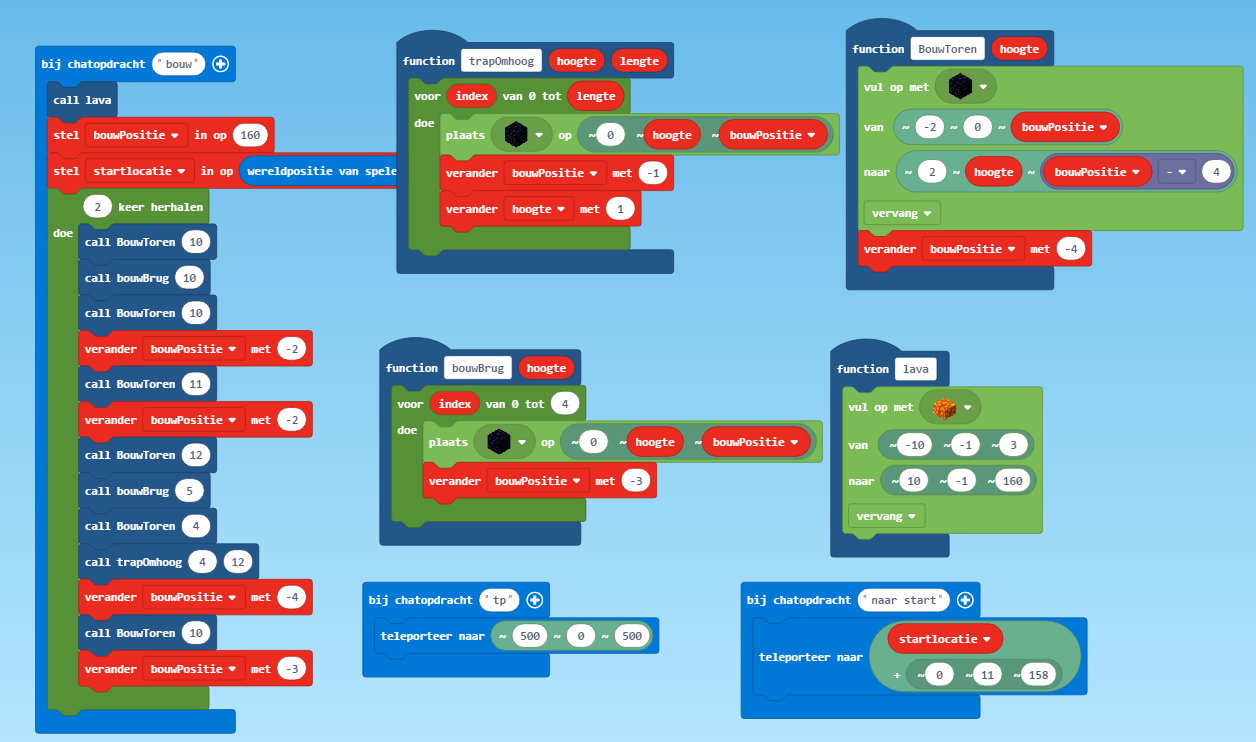 bij chatopdracht "bouw"
call lava
stel bouwPositie in op 160
stel startlocatie in op wereldpositie van spele
2 keer herhalen
doe
call BouwToren 10
call bouwBrug 10
call BouwToren 10
verander bouwPositie met -2
call BouwToren 11
verander bouwPositie met -2
call BouwToren 12
call bouwBrug 5
call BouwToren 4
call trapOmhoog 4 12
verander bouwPositie met -4
call BouwToren 10
verander bouwPositie met -3
function trapOmhoog hoogte lengte
voor index van 0 tot lengte
doe
plaats op ~0 ~hoogte ~bouwPositie
verander bouwPositie met -1
verander hoogte met 1
function BouwToren hoogte
vul op met
van ~ -2 ~ 0 ~ bouwPositie
naar ~ 2 ~ hoogte ~ bouwPositie - 4
vervang
verander bouwPositie met -4
function bouwBrug hoogte
voor index van 0 tot 4
doe
plaats op ~0 ~hoogte ~bouwPositie
verander bouwPositie met -3
function lava
vul op met
van ~-10 ~-1 ~3
naar ~10 ~-1 ~160
vervang
bij chatopdracht "tp"
teleporteer naar ~ 500 ~ 0 ~ 500
bij chatopdracht "naar start"
teleporteer naar
startlocatie
+ ~0 ~11 ~158